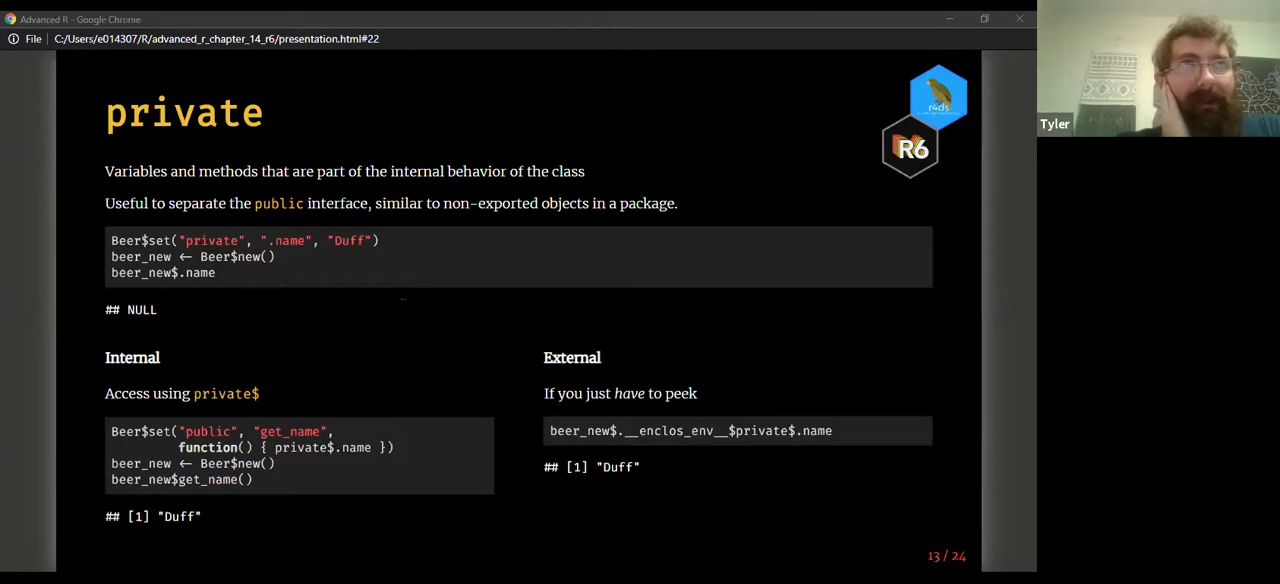 Advanced R - Google Chrome
File
C:/Users/e014307/R/advanced_r_chapter_14_r6/presentation.html#22
private
r4ds
R6
Tyler
Variables and methods that are part of the internal behavior of the class
Useful to separate the public interface, similar to non-exported objects in a package.
Beer$set("private", ".name", "Duff")
beer_new ← Beer$new()
beer_new$.name
## NULL
Internal
Access using private$
Beer$set("public", "get_name",
function() { private$.name })
beer_new ← Beer$new()
beer_new$get_name()
## [1] "Duff"
External
If you just have to peek
beer_new$.__enclos_env__$private$.name
## [1] "Duff"
13 / 24